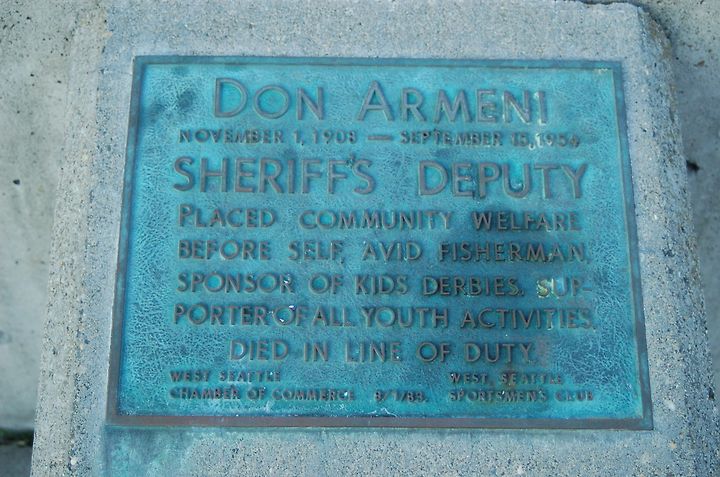 DON ARMENI
NOVEMBER 1, 1908 — SEPTEMBER 15, 1954
SHERIFF'S DEPUTY
PLACED COMMUNITY WELFARE
BEFORE SELF, AVID FISHERMAN,
SPONSOR OF KIDS DERBIES, SUP-
PORTER OF ALL YOUTH ACTIVITIES.
DIED IN LINE OF DUTY.
WEST SEATTLE WEST SEATTLE
CHAMBER OF COMMERCE SPORTSMEN'S CLUB